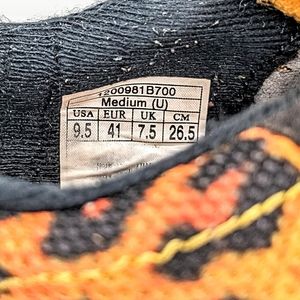 1200981B700
Medium (U)
USA EUR UK CM
9.5 41 7.5 26.5